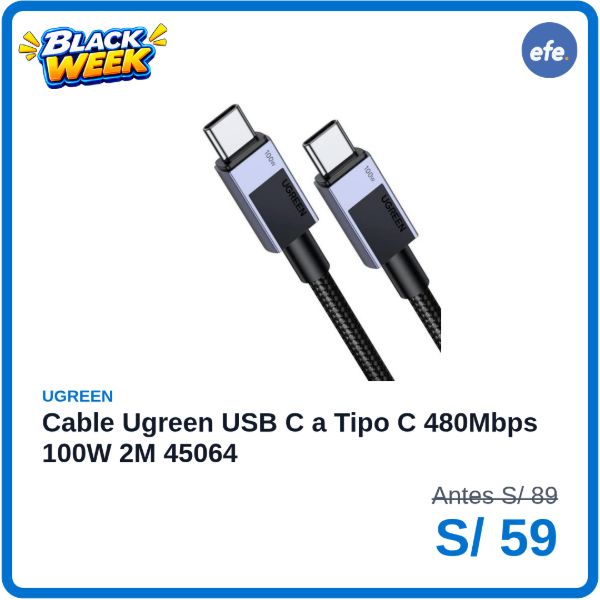 BLACK
WEEK
efe.
100w
UGREEN
100w
UGREEN
UGREEN
Cable Ugreen USB C a Tipo C 480Mbps
100W 2M 45064
Antes S/ 89
S/ 59